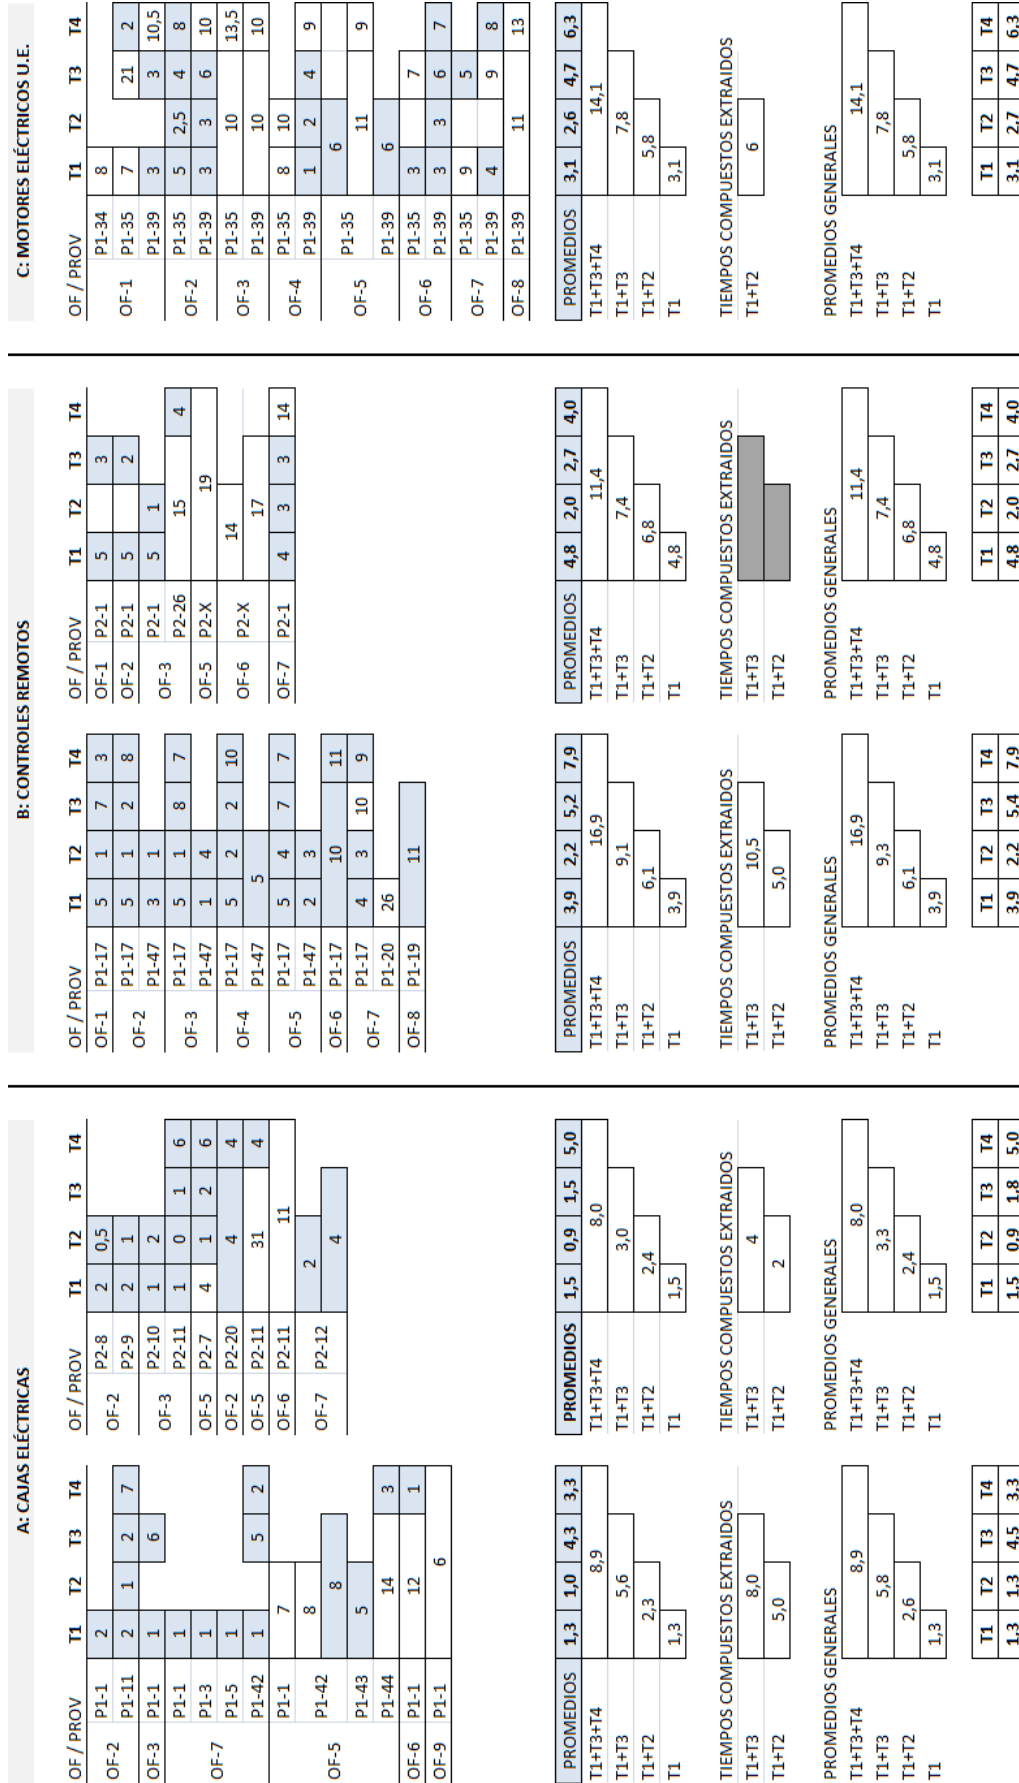 A: CAJAS ELÉCTRICAS
OF / PROV T1 T2 T3 T4
OF-2 P1-1 2
P1-11 2 1 2 7
OF-3 P1-1 1 6
OF-7 P1-1 1
P1-3 1
P1-5 1
P1-42 1 5 2
OF-5 P1-1 7
P1-42 8
8
P1-43 5
P1-44 14 3
OF-6 P1-1 12 1
OF-9 P1-1 6
PROMEDIOS 1,3 1,0 4,3 3,3
T1+T3+T4 8,9
T1+T3 5,6
T1+T2 2,3
T1 1,3
TIEMPOS COMPUESTOS EXTRAIDOS
T1+T3 8,0
T1+T2 5,0
PROMEDIOS GENERALES
T1+T3+T4 8,9
T1+T3 5,8
T1+T2 2,6
T1 1,3
T1 T2 T3 T4
1,3 1,3 4,5 3,3
OF / PROV T1 T2 T3 T4
OF-2 P2-8 2 0,5
P2-9 2 1
OF-3 P2-10 1 2
P2-11 1 0 1 6
OF-5 P2-7 4 1 2 6
OF-2 P2-20 4 4
OF-5 P2-11 31 4
OF-6 P2-11 11
OF-7 P2-12 2
4
PROMEDIOS 1,5 0,9 1,5 5,0
T1+T3+T4 8,0
T1+T3 3,0
T1+T2 2,4
T1 1,5
TIEMPOS COMPUESTOS EXTRAIDOS
T1+T3 4
T1+T2 2
PROMEDIOS GENERALES
T1+T3+T4 8,0
T1+T3 3,3
T1+T2 2,4
T1 1,5
T1 T2 T3 T4
1,5 0,9 1,8 5,0
B: CONTROLES REMOTOS
OF / PROV T1 T2 T3 T4
OF-1 P1-17 5 1 7 3
OF-2 P1-17 5 1 2 8
P1-47 3 1
OF-3 P1-17 5 1 8 7
P1-47 1 4
OF-4 P1-17 5 2 2 10
P1-47 5
OF-5 P1-17 5 4 7 7
P1-47 2 3
OF-6 P1-17 10 11
OF-7 P1-17 4 3 10 9
P1-20 26
OF-8 P1-19 11
PROMEDIOS 3,9 2,2 5,2 7,9
T1+T3+T4 16,9
T1+T3 9,1
T1+T2 6,1
T1 3,9
TIEMPOS COMPUESTOS EXTRAIDOS
T1+T3 10,5
T1+T2 5,0
PROMEDIOS GENERALES
T1+T3+T4 16,9
T1+T3 9,3
T1+T2 6,1
T1 3,9
T1 T2 T3 T4
3,9 2,2 5,4 7,9
OF / PROV T1 T2 T3 T4
OF-1 P2-1 5 3
OF-2 P2-1 5 2
OF-3 P2-1 5 1
P2-26 15 4
OF-5 P2-X 19
OF-6 P2-X 14
17
OF-7 P2-1 4 3 3 14
PROMEDIOS 4,8 2,0 2,7 4,0
T1+T3+T4 11,4
T1+T3 7,4
T1+T2 6,8
T1 4,8
TIEMPOS COMPUESTOS EXTRAIDOS
T1+T3
T1+T2
PROMEDIOS GENERALES
T1+T3+T4 11,4
T1+T3 7,4
T1+T2 6,8
T1 4,8
T1 T2 T3 T4
4,8 2,0 2,7 4,0
C: MOTORES ELÉCTRICOS U.E.
OF / PROV T1 T2 T3 T4
OF-1 P1-34 8
P1-35 7 21 2
P1-39 3 3 10,5
OF-2 P1-35 5 2,5 4 8
P1-39 3 3 6 10
OF-3 P1-35 10 13,5
P1-39 10 10
OF-4 P1-35 8 10
P1-39 1 2 4 9
OF-5 P1-35 6
11 9
P1-39 6
OF-6 P1-35 3 7
P1-39 3 3 6 7
OF-7 P1-35 9 5
P1-39 4 9 8
OF-8 P1-39 11 13
PROMEDIOS 3,1 2,6 4,7 6,3
T1+T3+T4 14,1
T1+T3 7,8
T1+T2 5,8
T1 3,1
TIEMPOS COMPUESTOS EXTRAIDOS
T1+T2 6
PROMEDIOS GENERALES
T1+T3+T4 14,1
T1+T3 7,8
T1+T2 5,8
T1 3,1
T1 T2 T3 T4
3,1 2,7 4,7 6,3